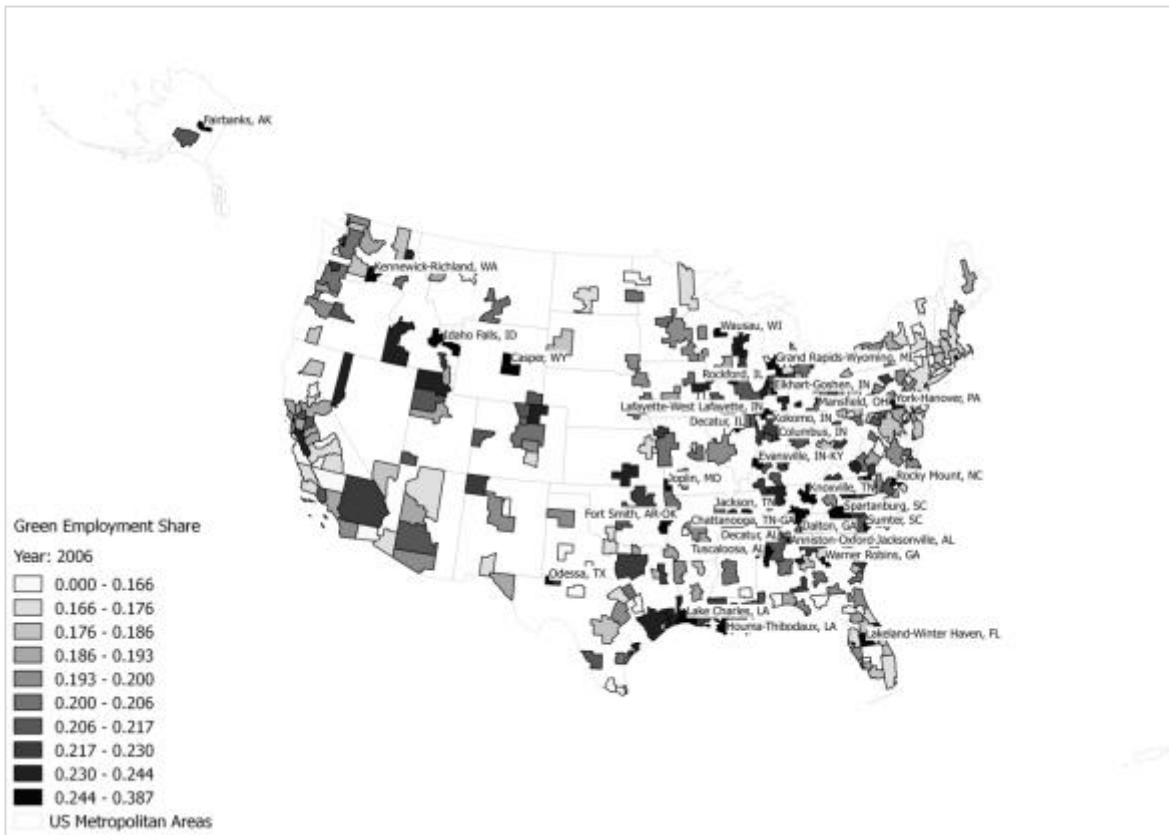 Fairbanks, AK
Kennewick-Richland, WA
Idaho Falls, ID
Casper, WY
Wausau, WI
Grand Rapids-Wyoming, MI
Rockford, IL
Elkhart-Goshen, IN
Lafayette-West Lafayette, IN
Mansfield, OH
York-Hanover, PA
Decatur, IL
Kokomo, IN
Columbus, IN
Evansville, IN-KY
Joplin, MO
Knoxville, TN
Rocky Mount, NC
Jackson, TN
Spartanburg, SC
Fort Smith, AR-OK
Chattanooga, TN-GA
Dalton, GA
Sumter, SC
Decatur, AL
Anniston-Oxford-Jacksonville, AL
Tuscaloosa, AL
Warner Robins, GA
Odessa, TX
Lake Charles, LA
Houma-Thibodaux, LA
Lakeland-Winter Haven, FL
Green Employment Share
Year: 2006
0.000 - 0.166
0.166 - 0.176
0.176 - 0.186
0.186 - 0.193
0.193 - 0.200
0.200 - 0.206
0.206 - 0.217
0.217 - 0.230
0.230 - 0.244
0.244 - 0.387
US Metropolitan Areas